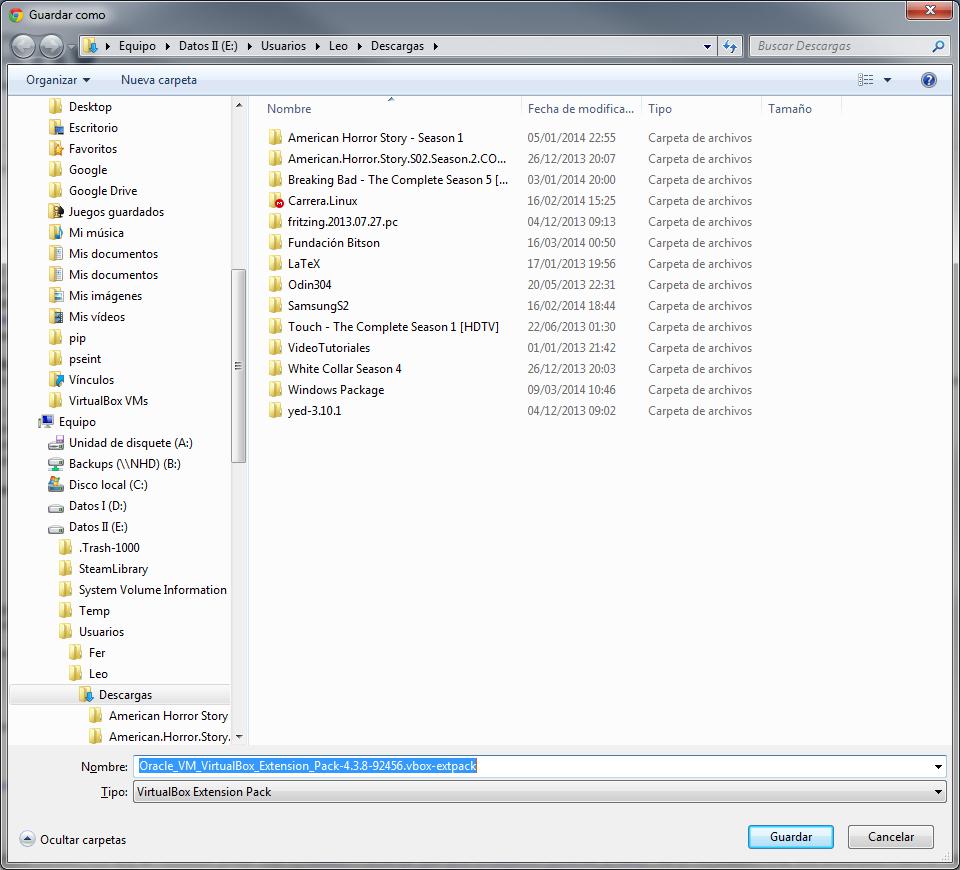 Guardar como
Equipo Datos II (E:) Usuarios Leo Descargas Buscar Descargas
Organizar Nueva carpeta
Desktop
Escritorio
Favoritos
Google
Google Drive
Juegos guardados
Mi música
Mis documentos
Mis documentos
Mis imágenes
Mis vídeos
pip
pseint
Vínculos
VirtualBox VMs
Equipo
Unidad de disquete (A:)
Backups (\\NHD) (B:)
Disco local (C:)
Datos I (D:)
Datos II (E:)
.Trash-1000
SteamLibrary
System Volume Information
Temp
Usuarios
Fer
Leo
Descargas
American Horror Story
American.Horror.Story.
Nombre Fecha de modifica... Tipo Tamaño
American Horror Story - Season 1 05/01/2014 22:55 Carpeta de archivos
American.Horror.Story.S02.Season.2.CO... 26/12/2013 20:07 Carpeta de archivos
Breaking Bad - The Complete Season 5 [... 03/01/2014 20:00 Carpeta de archivos
Carrera.Linux 16/02/2014 15:25 Carpeta de archivos
fritzing.2013.07.27.pc 04/12/2013 09:13 Carpeta de archivos
Fundación Bitson 16/03/2014 00:50 Carpeta de archivos
LaTeX 17/01/2013 19:56 Carpeta de archivos
Odin304 20/05/2013 22:31 Carpeta de archivos
SamsungS2 16/02/2014 18:44 Carpeta de archivos
Touch - The Complete Season 1 [HDTV] 22/06/2013 01:30 Carpeta de archivos
VideoTutoriales 01/01/2013 21:42 Carpeta de archivos
White Collar Season 4 26/12/2013 20:03 Carpeta de archivos
Windows Package 09/03/2014 10:46 Carpeta de archivos
yed-3.10.1 04/12/2013 09:02 Carpeta de archivos
Nombre: Oracle_VM_VirtualBox_Extension_Pack-4.3.8-92456.vbox-extpack
Tipo: VirtualBox Extension Pack
Ocultar carpetas Guardar Cancelar